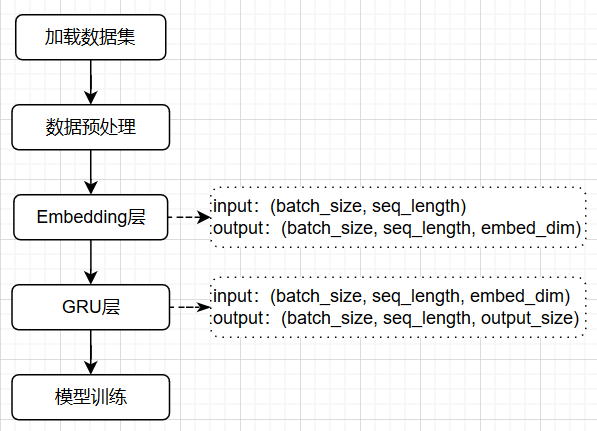 加载数据集
数据预处理
Embedding层
input：(batch_size, seq_length)
output：(batch_size, seq_length, embed_dim)
GRU层
input：(batch_size, seq_length, embed_dim)
output：(batch_size, seq_length, output_size)
模型训练